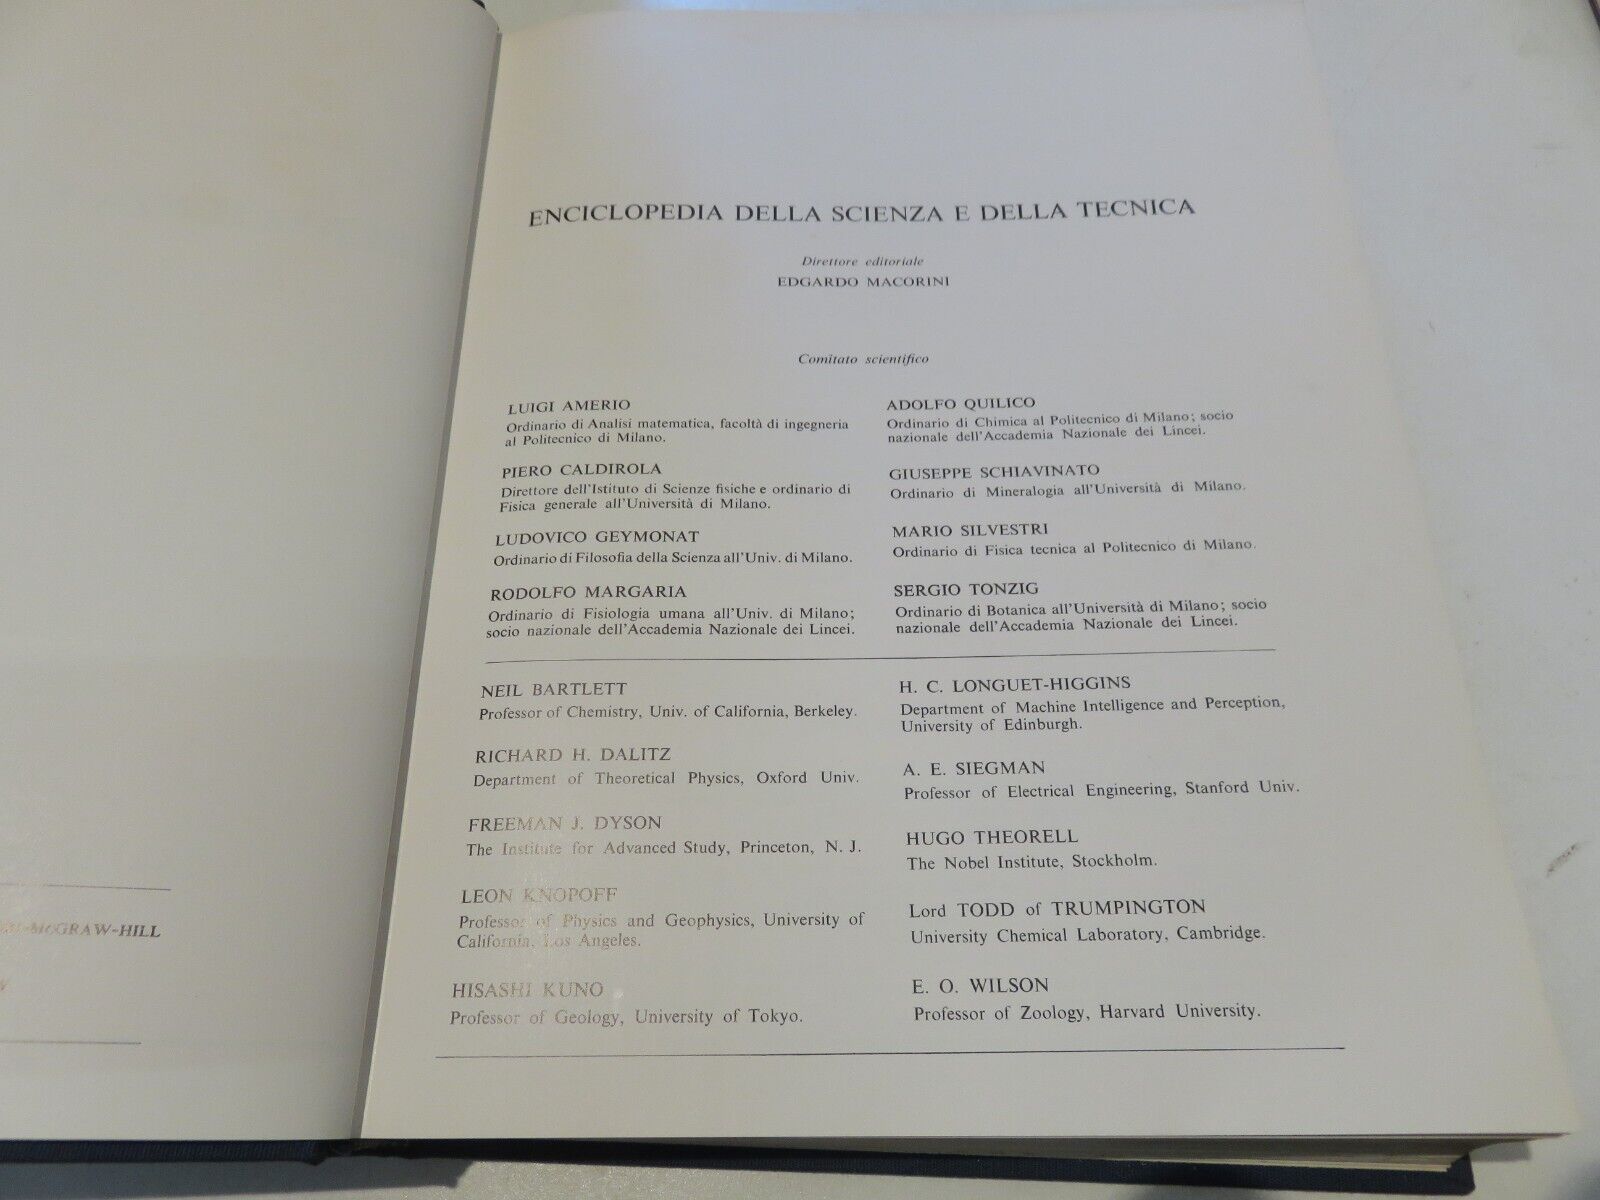 -McGRAW-HILL
ENCICLOPEDIA DELLA SCIENZA E DELLA TECNICA
Direttore editoriale
EDGARDO MACORINI
Comitato scientifico
LUIGI AMERIO
Ordinario di Analisi matematica, facoltà di ingegneria
al Politecnico di Milano.
PIERO CALDIROLA
Direttore dell'Istituto di Scienze fisiche e ordinario di
Fisica generale all'Università di Milano.
LUDOVICO GEYMONAT
Ordinario di Filosofia della Scienza all'Univ. di Milano.
RODOLFO MARGARIA
Ordinario di Fisiologia umana all'Univ. di Milano;
socio nazionale dell'Accademia Nazionale dei Lincei.
ADOLFO QUILICO
Ordinario di Chimica al Politecnico di Milano; socio
nazionale dell'Accademia Nazionale dei Lincei.
GIUSEPPE SCHIAVINATO
Ordinario di Mineralogia all'Università di Milano.
MARIO SILVESTRI
Ordinario di Fisica tecnica al Politecnico di Milano.
SERGIO TONZIG
Ordinario di Botanica all'Università di Milano; socio
nazionale dell'Accademia Nazionale dei Lincei.
NEIL BARTLETT
Professor of Chemistry, Univ. of California, Berkeley.
RICHARD H. DALITZ
Department of Theoretical Physics, Oxford Univ.
FREEMAN J. DYSON
The Institute for Advanced Study, Princeton, N. J.
LEON KNOPOFF
Professor of Physics and Geophysics, University of
California, Los Angeles.
HISASHI KUNO
Professor of Geology, University of Tokyo.
H. C. LONGUET-HIGGINS
Department of Machine Intelligence and Perception,
University of Edinburgh.
A. E. SIEGMAN
Professor of Electrical Engineering, Stanford Univ.
HUGO THEORELL
The Nobel Institute, Stockholm.
Lord TODD of TRUMPINGTON
University Chemical Laboratory, Cambridge.
E. O. WILSON
Professor of Zoology, Harvard University.